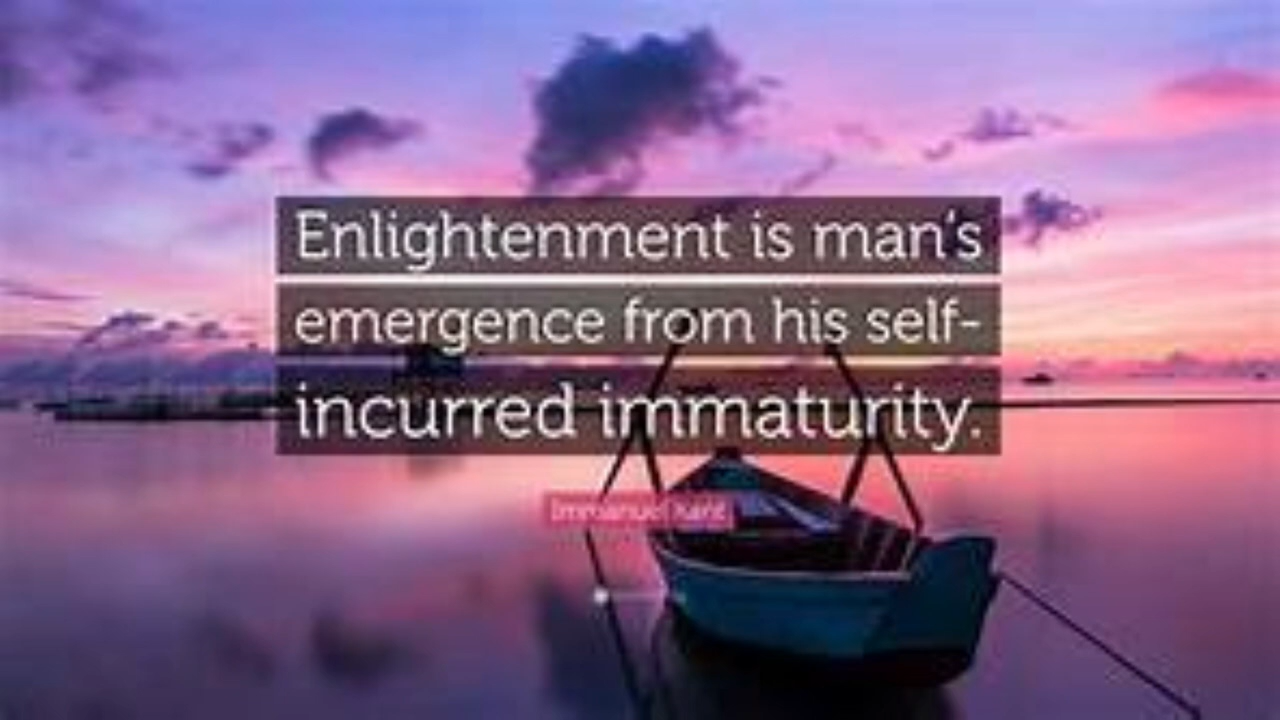 Enlightenment is man's
emergence from his self-
incurred immaturity.
Immanuel Kant